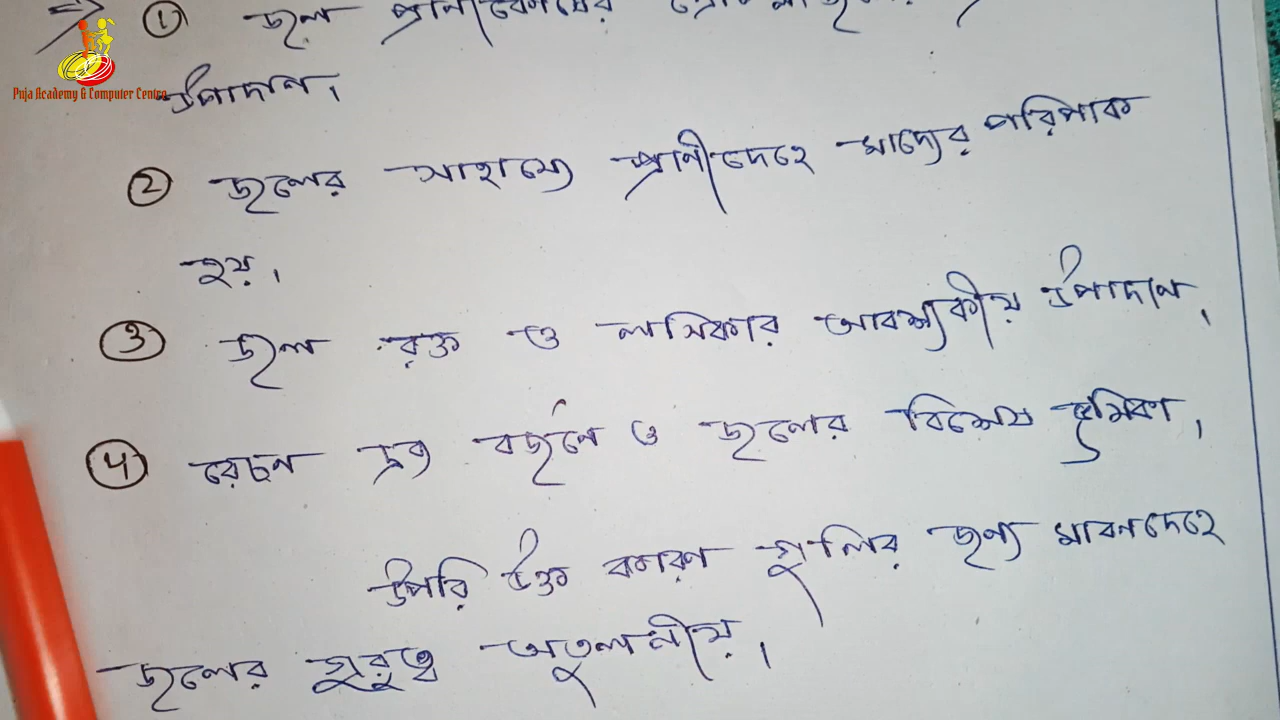 ① জল প্রাণীকোষের
Puja Academy & Computer Centre
উপাদান।
② জলের সাহায্যে প্রাণীদেহে খাদ্যের পরিপাক
হয়।
③ জল রক্ত ও লসিকার আবশ্যকীয় উপাদান,
④ রেচন দ্রব্য বর্জনে ও জলের বিশেষ ভূমিকা,
উপরি উক্ত কারণ গুলির জন্য মানবদেহে
জলের গুরুত্ব অতুলনীয়।